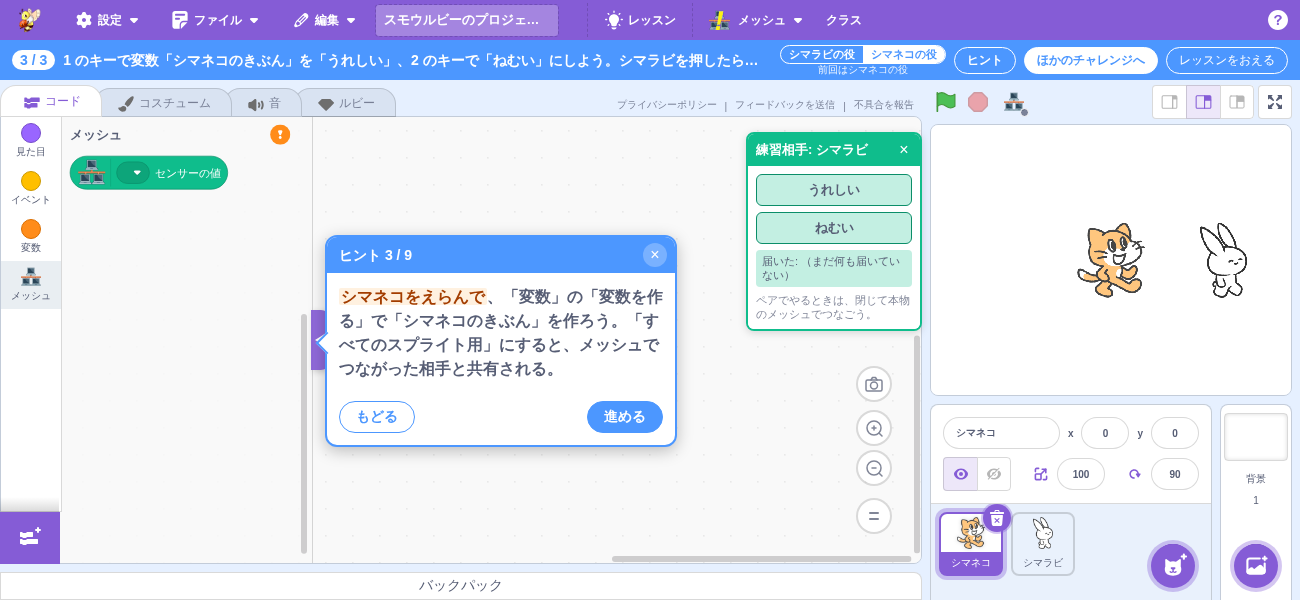 設定
ファイル
編集
スモウルビーのプロジェ…
レッスン
メッシュ
クラス
?
3 / 3
1 のキーで変数「シマネコのきぶん」を「うれしい」、2 のキーで「ねむい」にしよう。シマラビを押したら…
シマラビの役
シマネコの役
前回はシマネコの役
ヒント
ほかのチャレンジへ
レッスンをおえる
コード
コスチューム
音
ルビー
プライバシーポリシー | フィードバックを送信 | 不具合を報告
見た目
イベント
変数
メッシュ
メッシュ
センサーの値
練習相手: シマラビ
×
うれしい
ねむい
届いた: （まだ何も届いてい
ない）
ペアでやるときは、閉じて本物
のメッシュでつなごう。
ヒント 3 / 9
×
シマネコをえらんで、「変数」の「変数を作
る」で「シマネコのきぶん」を作ろう。「す
べてのスプライト用」にすると、メッシュで
つながった相手と共有される。
もどる
進める
シマネコ
x
0
y
0
100
90
シマネコ
シマラビ
背景
1
バックパック